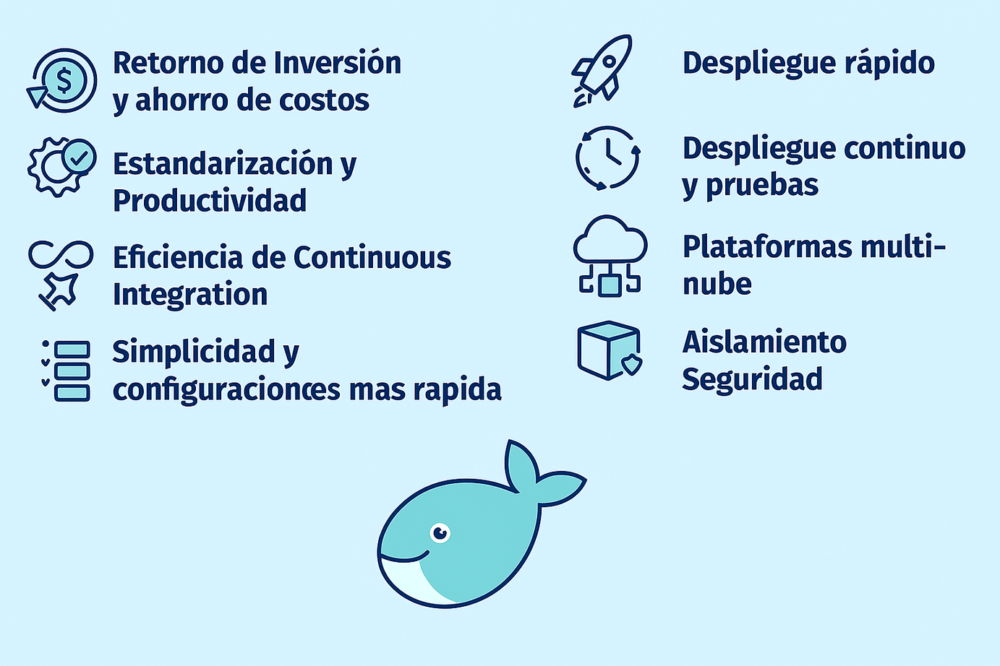 Retorno de Inversión
y ahorro de costos
Estandarización y
Productividad
Eficiencia de Continuous
Integration
Simplicidad y
configuracionces mas rapida
Despliegue rápido
Despliegue continuo
y pruebas
Plataformas multi-
nube
Aislamiento
Seguridad